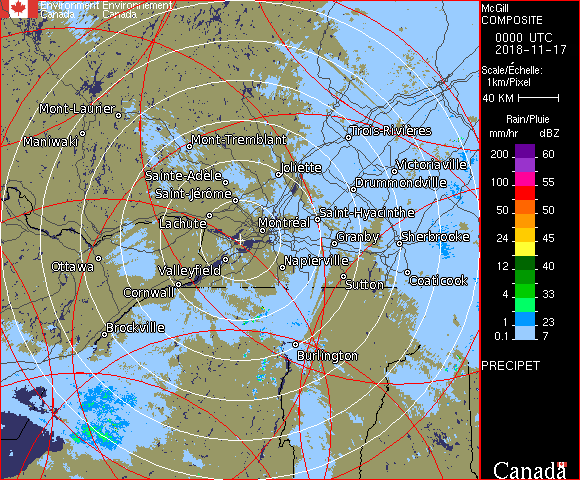 Environment Environnement
Canada Canada
Mont-Laurier
Maniwaki
Mont-Tremblant
Trois-Rivières
Joliette
Victoriaville
Sainte-Adèle
Drummondville
Saint-Jérôme
Saint-Hyacinthe
Lachute
Montréal
Granby
Sherbrooke
Ottawa
Valleyfield
Napierville
Sutton
Coaticook
Cornwall
Brockville
Burlington
McGill
COMPOSITE
0000 UTC
2018-11-17
Scale/Échelle:
1km/Pixel
40 KM
Rain/Pluie
mm/hr dBZ
200 60
100 55
50 50
24 45
12 40
4 33
1 23
0.1 7
PRECIPET
Canada